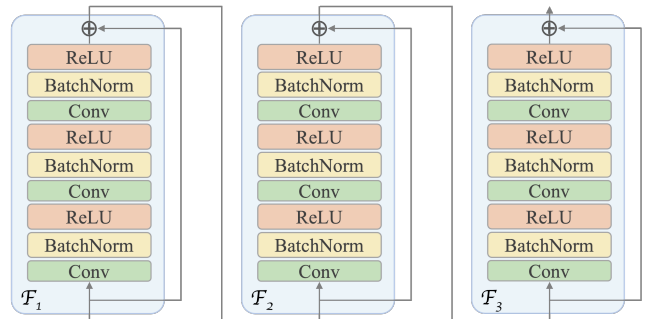 ReLU
BatchNorm
Conv
ReLU
BatchNorm
Conv
ReLU
BatchNorm
Conv
ℱ₁
ReLU
BatchNorm
Conv
ReLU
BatchNorm
Conv
ReLU
BatchNorm
Conv
ℱ₂
ReLU
BatchNorm
Conv
ReLU
BatchNorm
Conv
ReLU
BatchNorm
Conv
ℱ₃